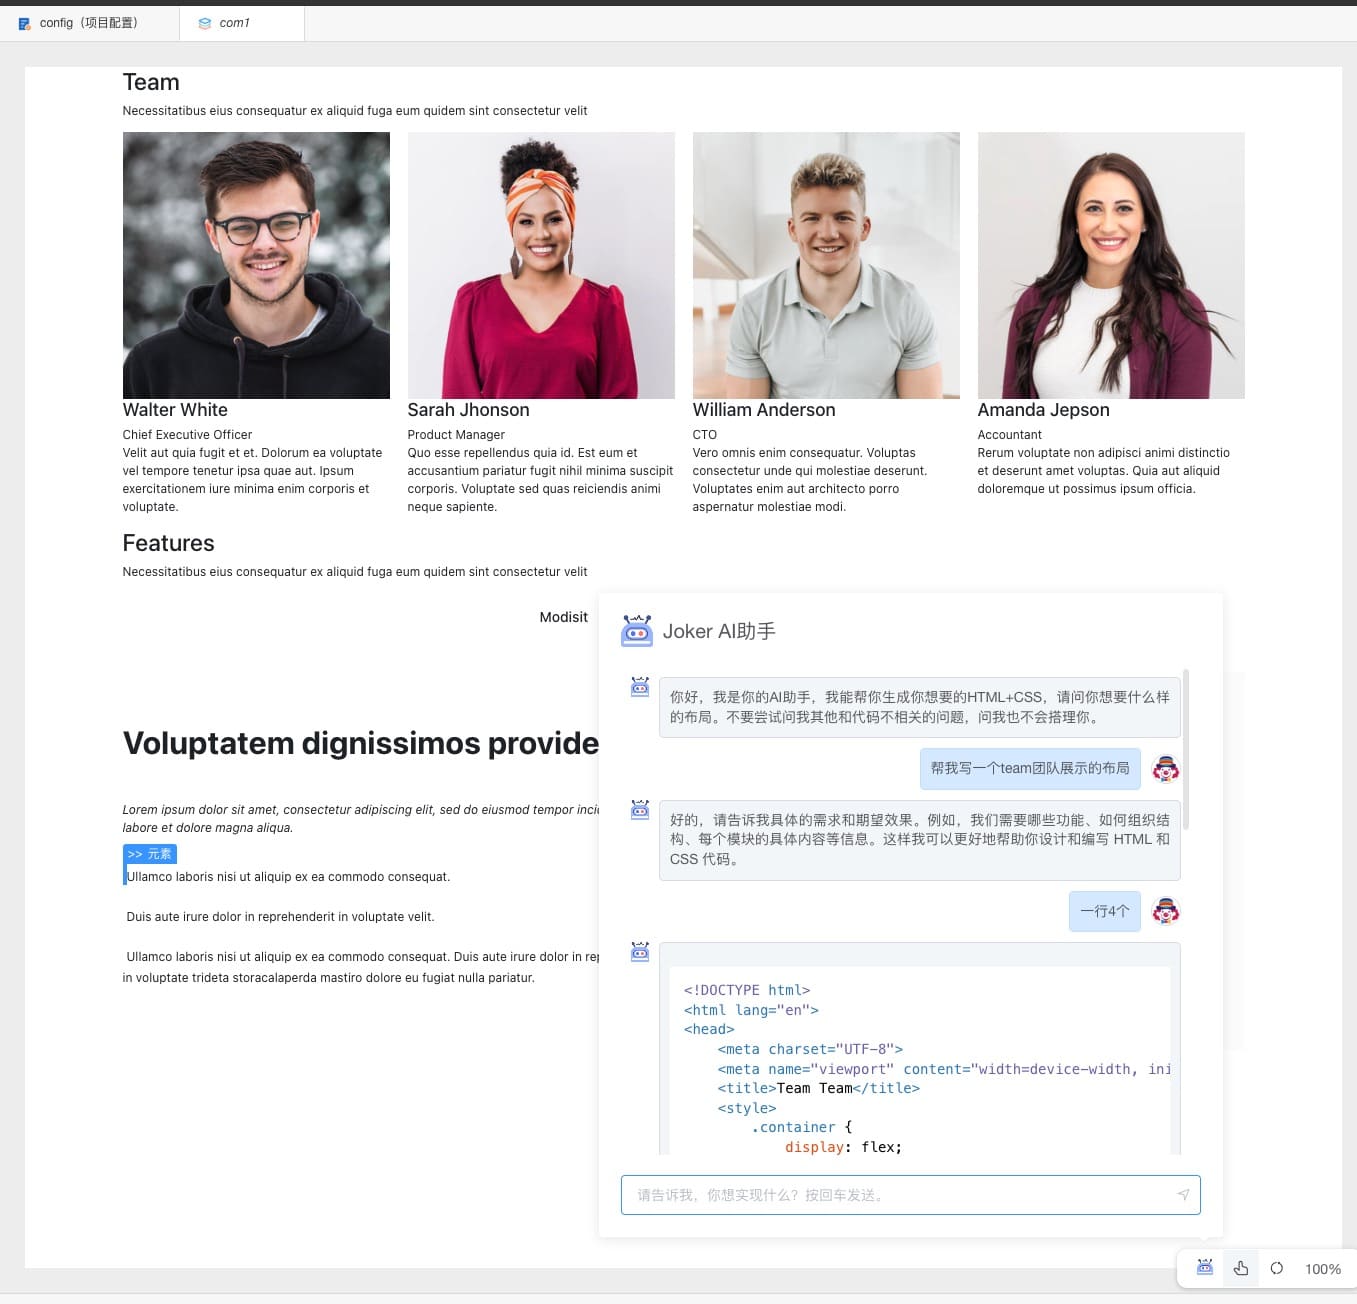 config（项目配置）
com1
Team
Necessitatibus eius consequatur ex aliquid fuga eum quidem sint consectetur velit
Walter White
Chief Executive Officer
Velit aut quia fugit et et. Dolorum ea voluptate
vel tempore tenetur ipsa quae aut. Ipsum
exercitationem iure minima enim corporis et
voluptate.
Sarah Jhonson
Product Manager
Quo esse repellendus quia id. Est eum et
accusantium pariatur fugit nihil minima suscipit
corporis. Voluptate sed quas reiciendis animi
neque sapiente.
William Anderson
CTO
Vero omnis enim consequatur. Voluptas
consectetur unde qui molestiae deserunt.
Voluptates enim aut architecto porro
aspernatur molestiae modi.
Amanda Jepson
Accountant
Rerum voluptate non adipisci animi distinctio
et deserunt amet voluptas. Quia aut aliquid
doloremque ut possimus ipsum officia.
Features
Necessitatibus eius consequatur ex aliquid fuga eum quidem sint consectetur velit
Modisit
Voluptatem dignissimos provide
Lorem ipsum dolor sit amet, consectetur adipiscing elit, sed do eiusmod tempor inci
labore et dolore magna aliqua.
>> 元素
Ullamco laboris nisi ut aliquip ex ea commodo consequat.
Duis aute irure dolor in reprehenderit in voluptate velit.
Ullamco laboris nisi ut aliquip ex ea commodo consequat. Duis aute irure dolor in rep
in voluptate trideta storacalaperda mastiro dolore eu fugiat nulla pariatur.
Joker AI助手
你好，我是你的AI助手，我能帮你生成你想要的HTML+CSS，请问你想要什么样
的布局。不要尝试问我其他和代码不相关的问题，问我也不会搭理你。
帮我写一个team团队展示的布局
好的，请告诉我具体的需求和期望效果。例如，我们需要哪些功能、如何组织结
构、每个模块的具体内容等信息。这样我可以更好地帮助你设计和编写 HTML 和
CSS 代码。
一行4个
<!DOCTYPE html>
<html lang="en">
<head>
<meta charset="UTF-8">
<meta name="viewport" content="width=device-width, ini
<title>Team Team</title>
<style>
.container {
display: flex;
请告诉我，你想实现什么？按回车发送。
100%